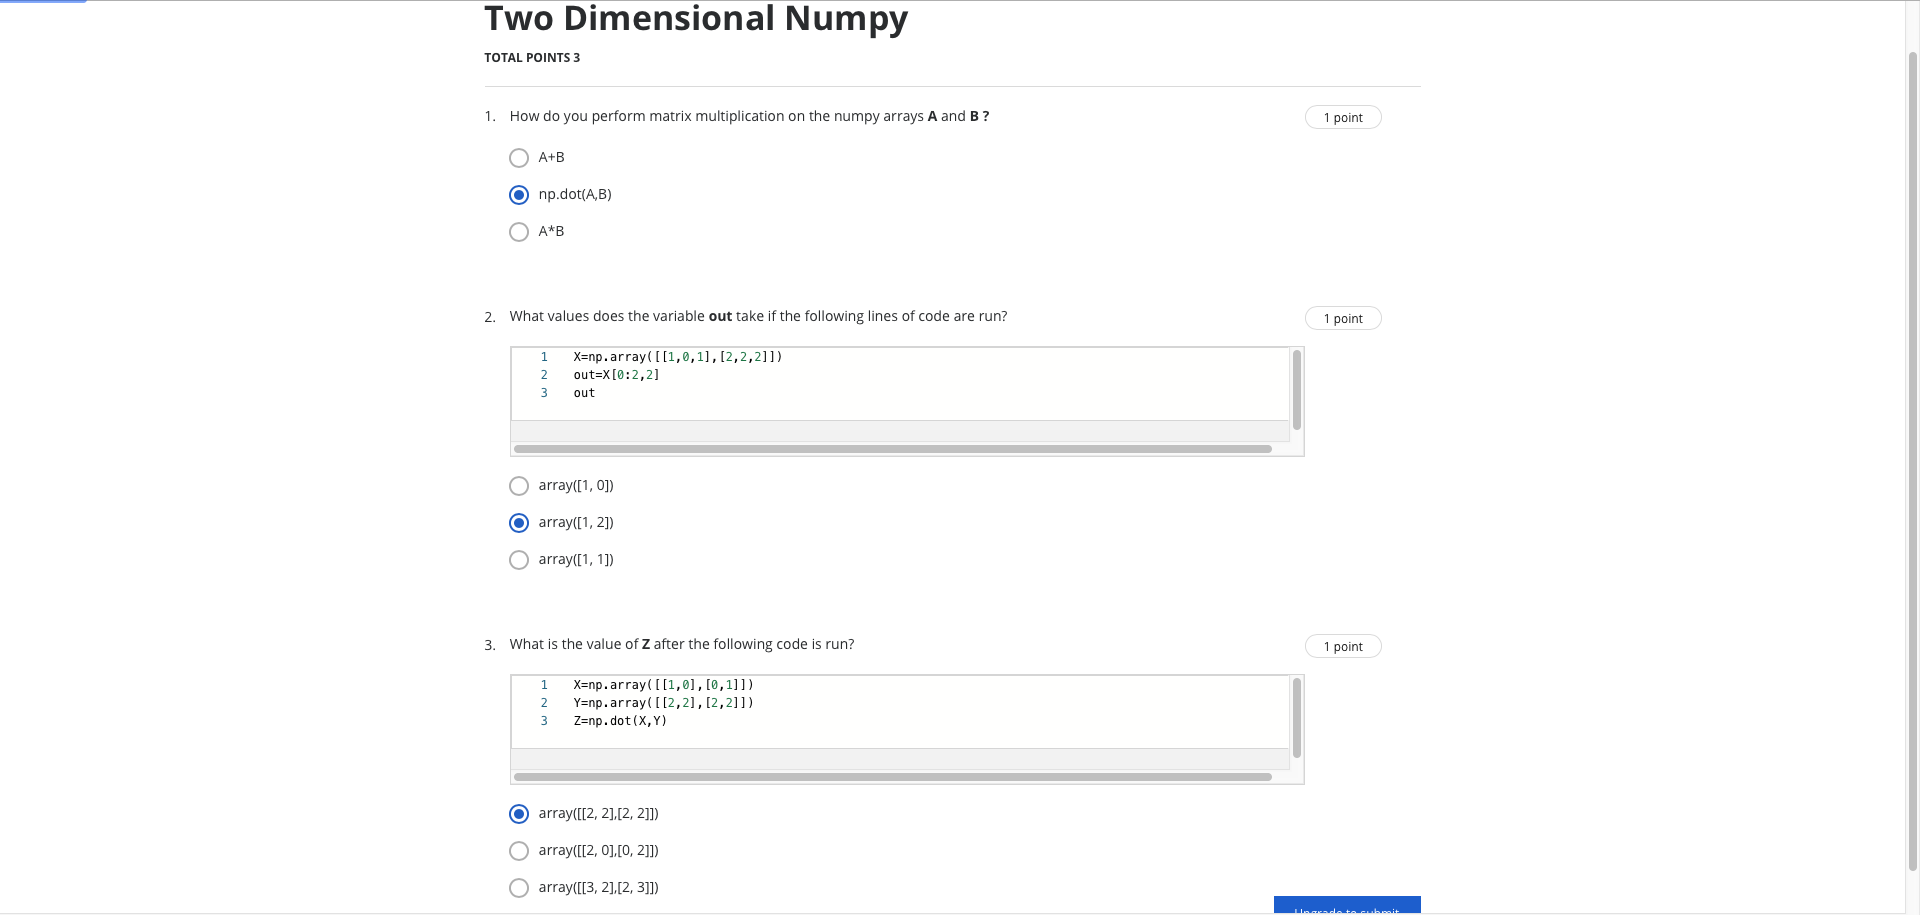 Two Dimensional Numpy
TOTAL POINTS 3
1. How do you perform matrix multiplication on the numpy arrays A and B ?
1 point
A+B
np.dot(A,B)
A*B
2. What values does the variable out take if the following lines of code are run?
1 point
1 X=np.array([[1,0,1],[2,2,2]])
2 out=X[0:2,2]
3 out
array([1, 0])
array([1, 2])
array([1, 1])
3. What is the value of Z after the following code is run?
1 point
1 X=np.array([[1,0],[0,1]])
2 Y=np.array([[2,2],[2,2]])
3 Z=np.dot(X,Y)
array([[2, 2],[2, 2]])
array([[2, 0],[0, 2]])
array([[3, 2],[2, 3]])
Upgrade to submit